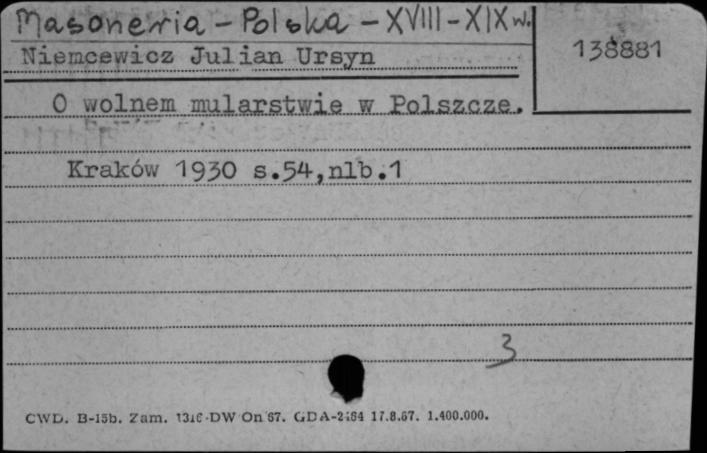 Masoneria - Polska - XVIII - XIX w.
138881
Niemcewicz Julian Ursyn
O wolnem mularstwie w Polszcze.
Kraków 1930 s.54,nlb.1
3
CWD. B-15b. Zam. 1316-DW On 67. GDA-2164 17.8.67. 1.400.000.